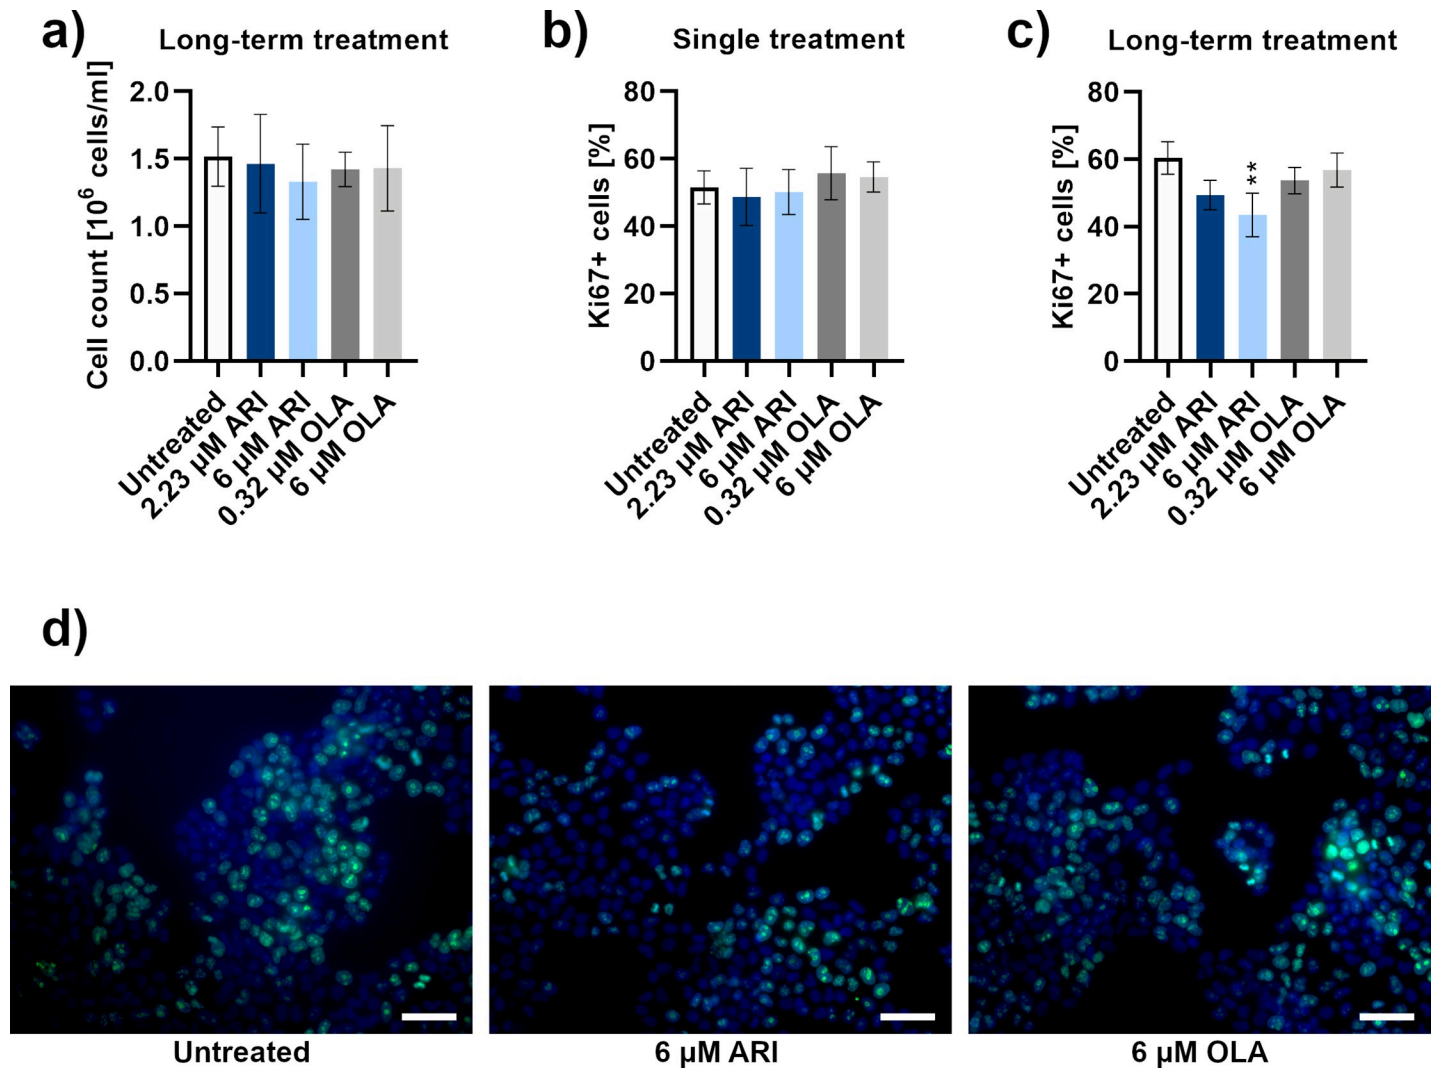 a)
Long-term treatment
Cell count [10⁶ cells/ml]
2.0
1.5
1.0
0.5
0.0
Untreated
2.23 µM ARI
6 µM ARI
0.32 µM OLA
6 µM OLA
b)
Single treatment
Ki67+ cells [%]
80
60
40
20
0
Untreated
2.23 µM ARI
6 µM ARI
0.32 µM OLA
6 µM OLA
c)
Long-term treatment
Ki67+ cells [%]
80
60
40
20
0
**
Untreated
2.23 µM ARI
6 µM ARI
0.32 µM OLA
6 µM OLA
d)
Untreated
6 µM ARI
6 µM OLA